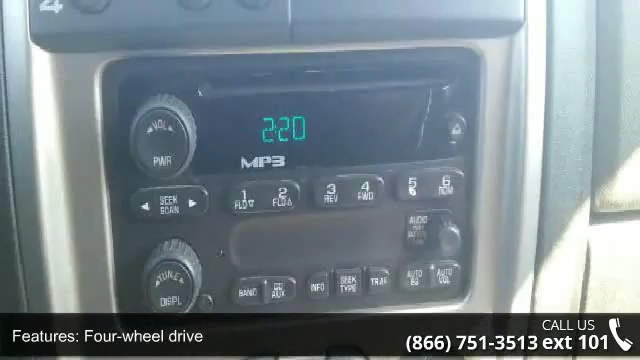 4
2:20
VOL
PWR
MP3
SEEK
SCAN
1 2
FLD FLD
3 4
REV FWD
5 6
RDM
AUDIO
TUNE
DISPL
BAND
AUX
INFO
SEEK
TYPE
TRAF
AUTO
EQ
AUTO
VOL
Features: Four-wheel drive
CALL US
(866) 751-3513 ext 101